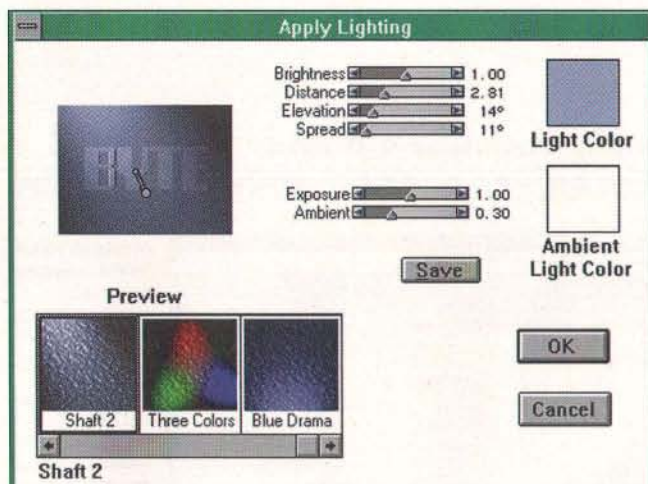 Apply Lighting
Brightness 1.00
Distance 2.81
Elevation 14°
Spread 11°
Light Color
BYTE
Exposure 1.00
Ambient 0.30
Ambient
Light Color
Save
Preview
Shaft 2 Three Colors Blue Drama
OK
Cancel
Shaft 2